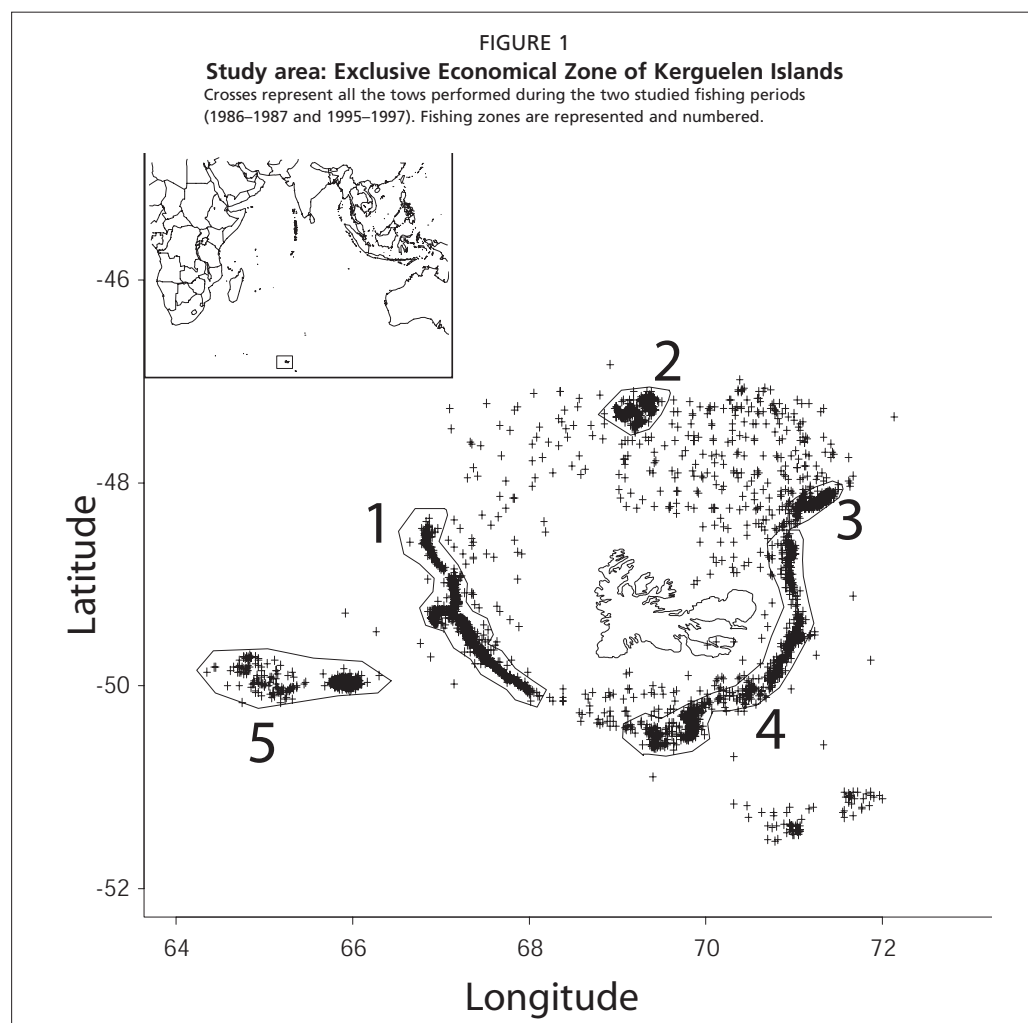 FIGURE 1
Study area: Exclusive Economical Zone of Kerguelen Islands
Crosses represent all the tows performed during the two studied fishing periods
(1986–1987 and 1995–1997). Fishing zones are represented and numbered.
-46
2
-48
1
3
Latitude
-50
5
4
-52
64 66 68 70 72
Longitude